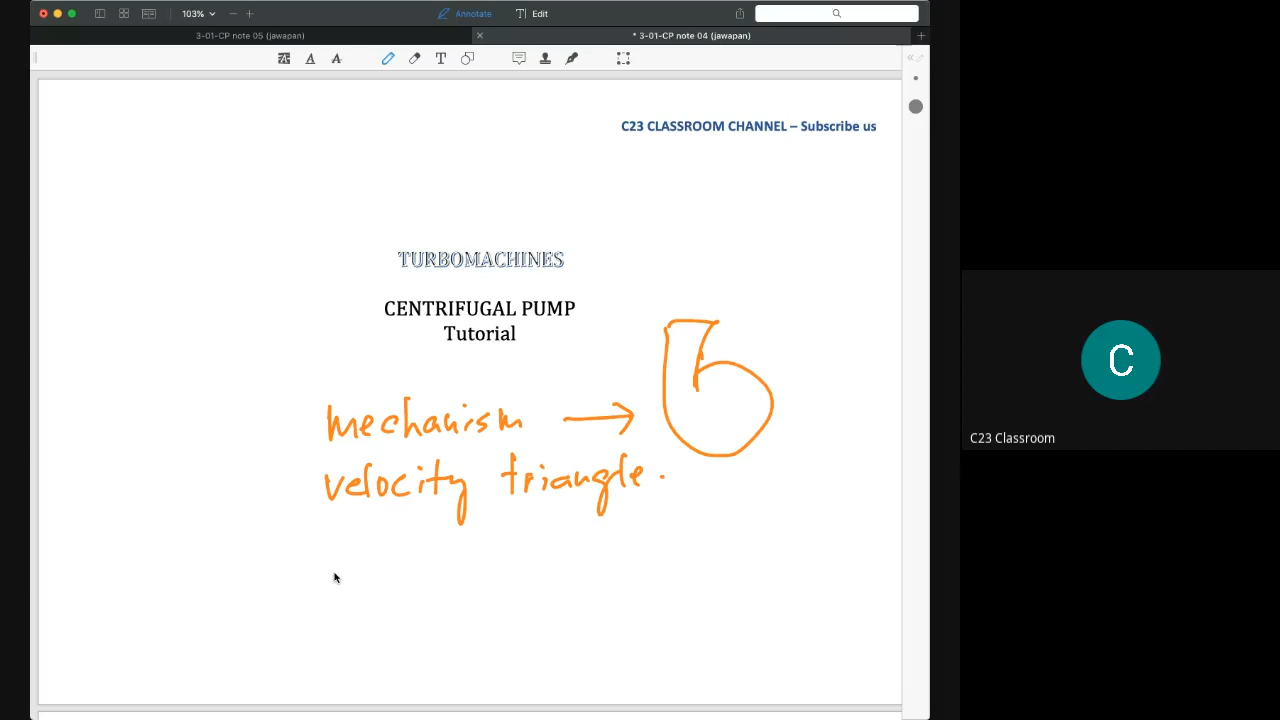 103%
Annotate
Edit
3-01-CP note 05 (jawapan)
* 3-01-CP note 04 (jawapan)
C23 CLASSROOM CHANNEL – Subscribe us
TURBOMACHINES
CENTRIFUGAL PUMP
Tutorial
mechanism →
velocity triangle.
C
C23 Classroom